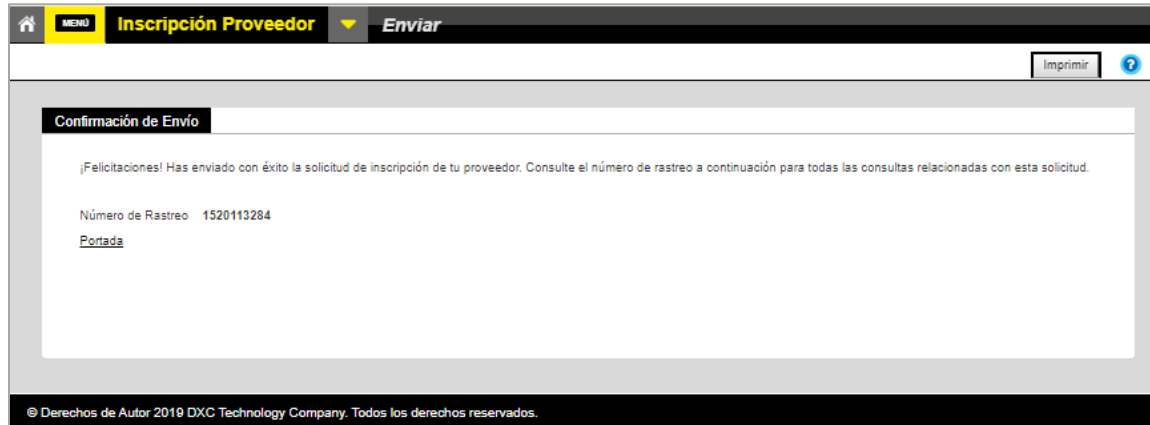 MENÚ Inscripción Proveedor Enviar
Imprimir ?
Confirmación de Envío
¡Felicitaciones! Has enviado con éxito la solicitud de inscripción de tu proveedor. Consulte el número de rastreo a continuación para todas las consultas relacionadas con esta solicitud.
Número de Rastreo 1520113284
Portada
© Derechos de Autor 2019 DXC Technology Company. Todos los derechos reservados.